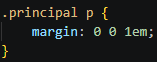 .principal p {
    margin: 0 0 1em;
}